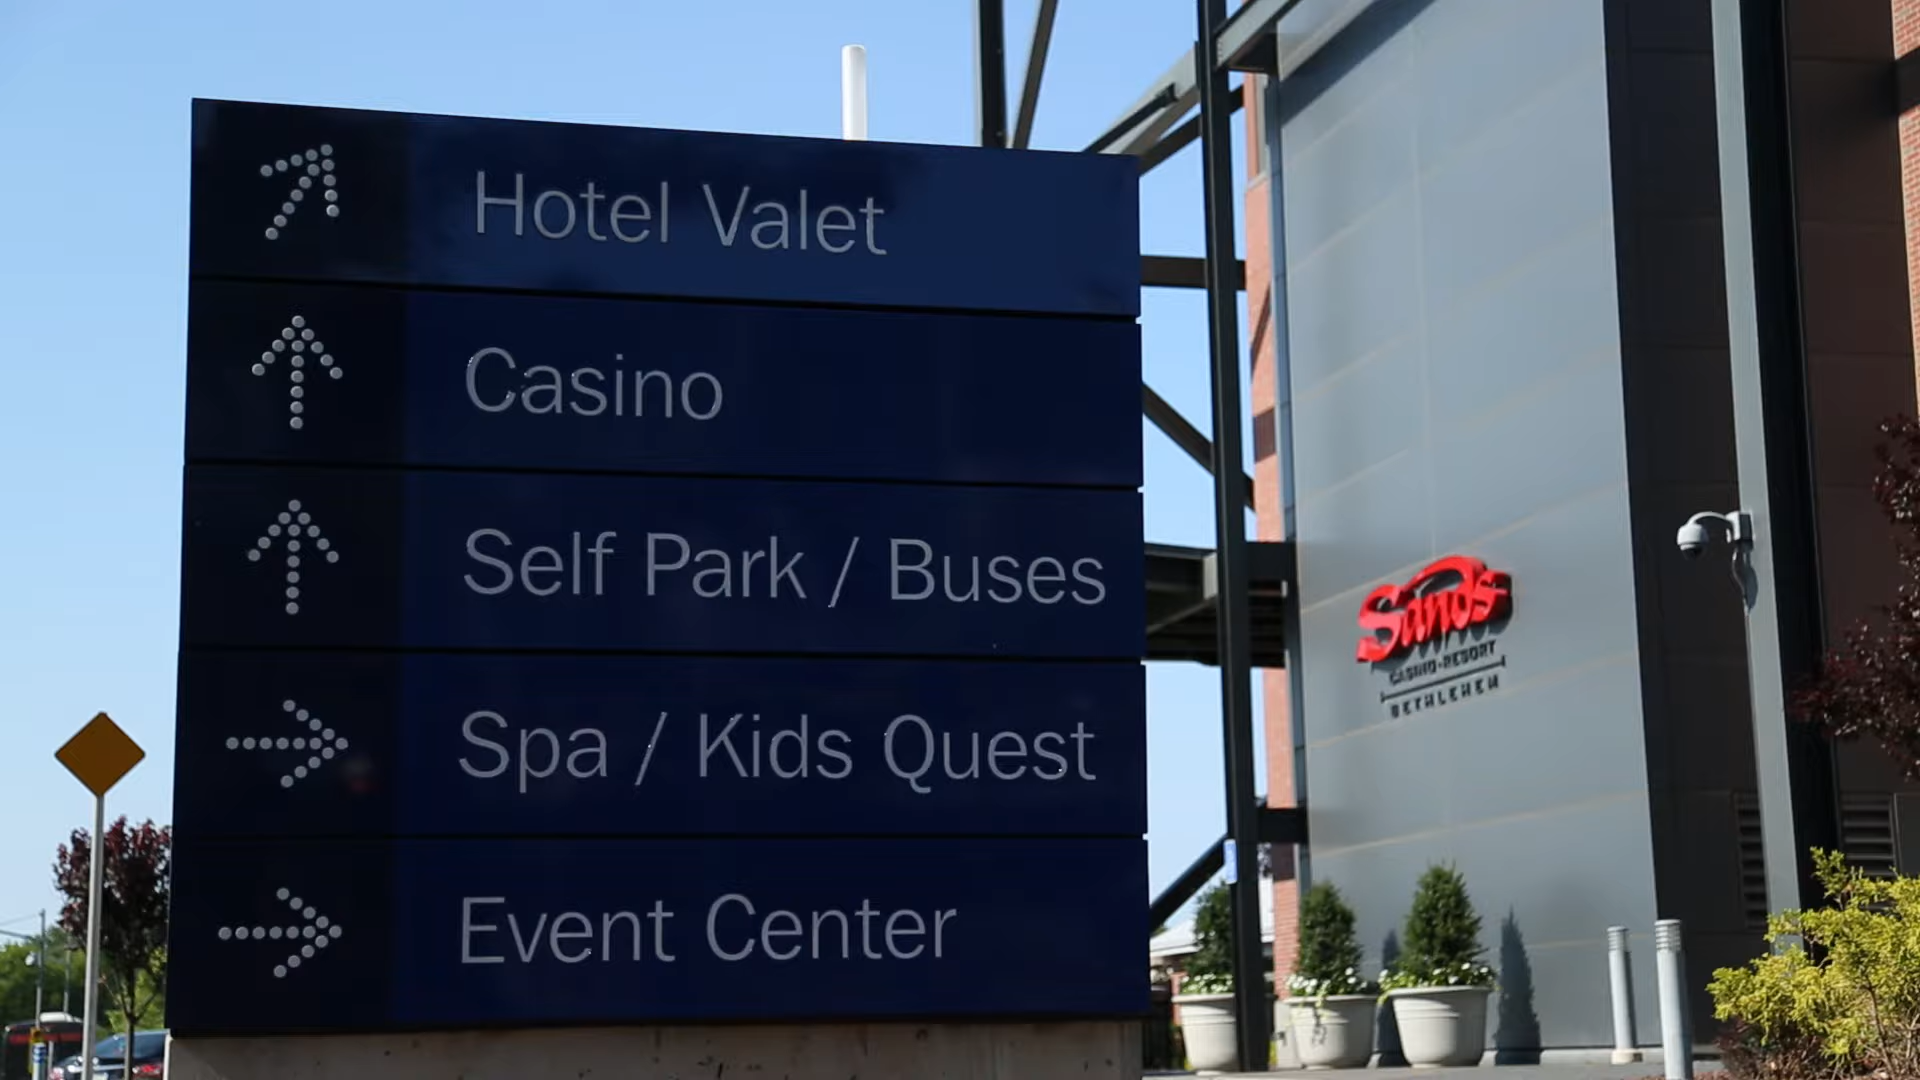 Hotel Valet
Casino
Self Park / Buses
Spa / Kids Quest
Event Center
Sands
CASINO•RESORT
BETHLEHEM